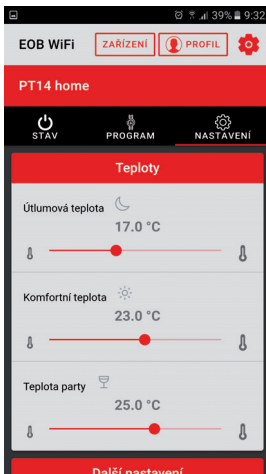 39% 9:32
EOB WiFi ZAŘÍZENÍ PROFIL
PT14 home
STAV PROGRAM NASTAVENÍ
Teploty
Útlumová teplota
17.0 °C
Komfortní teplota
23.0 °C
Teplota party
25.0 °C
Další nastavení